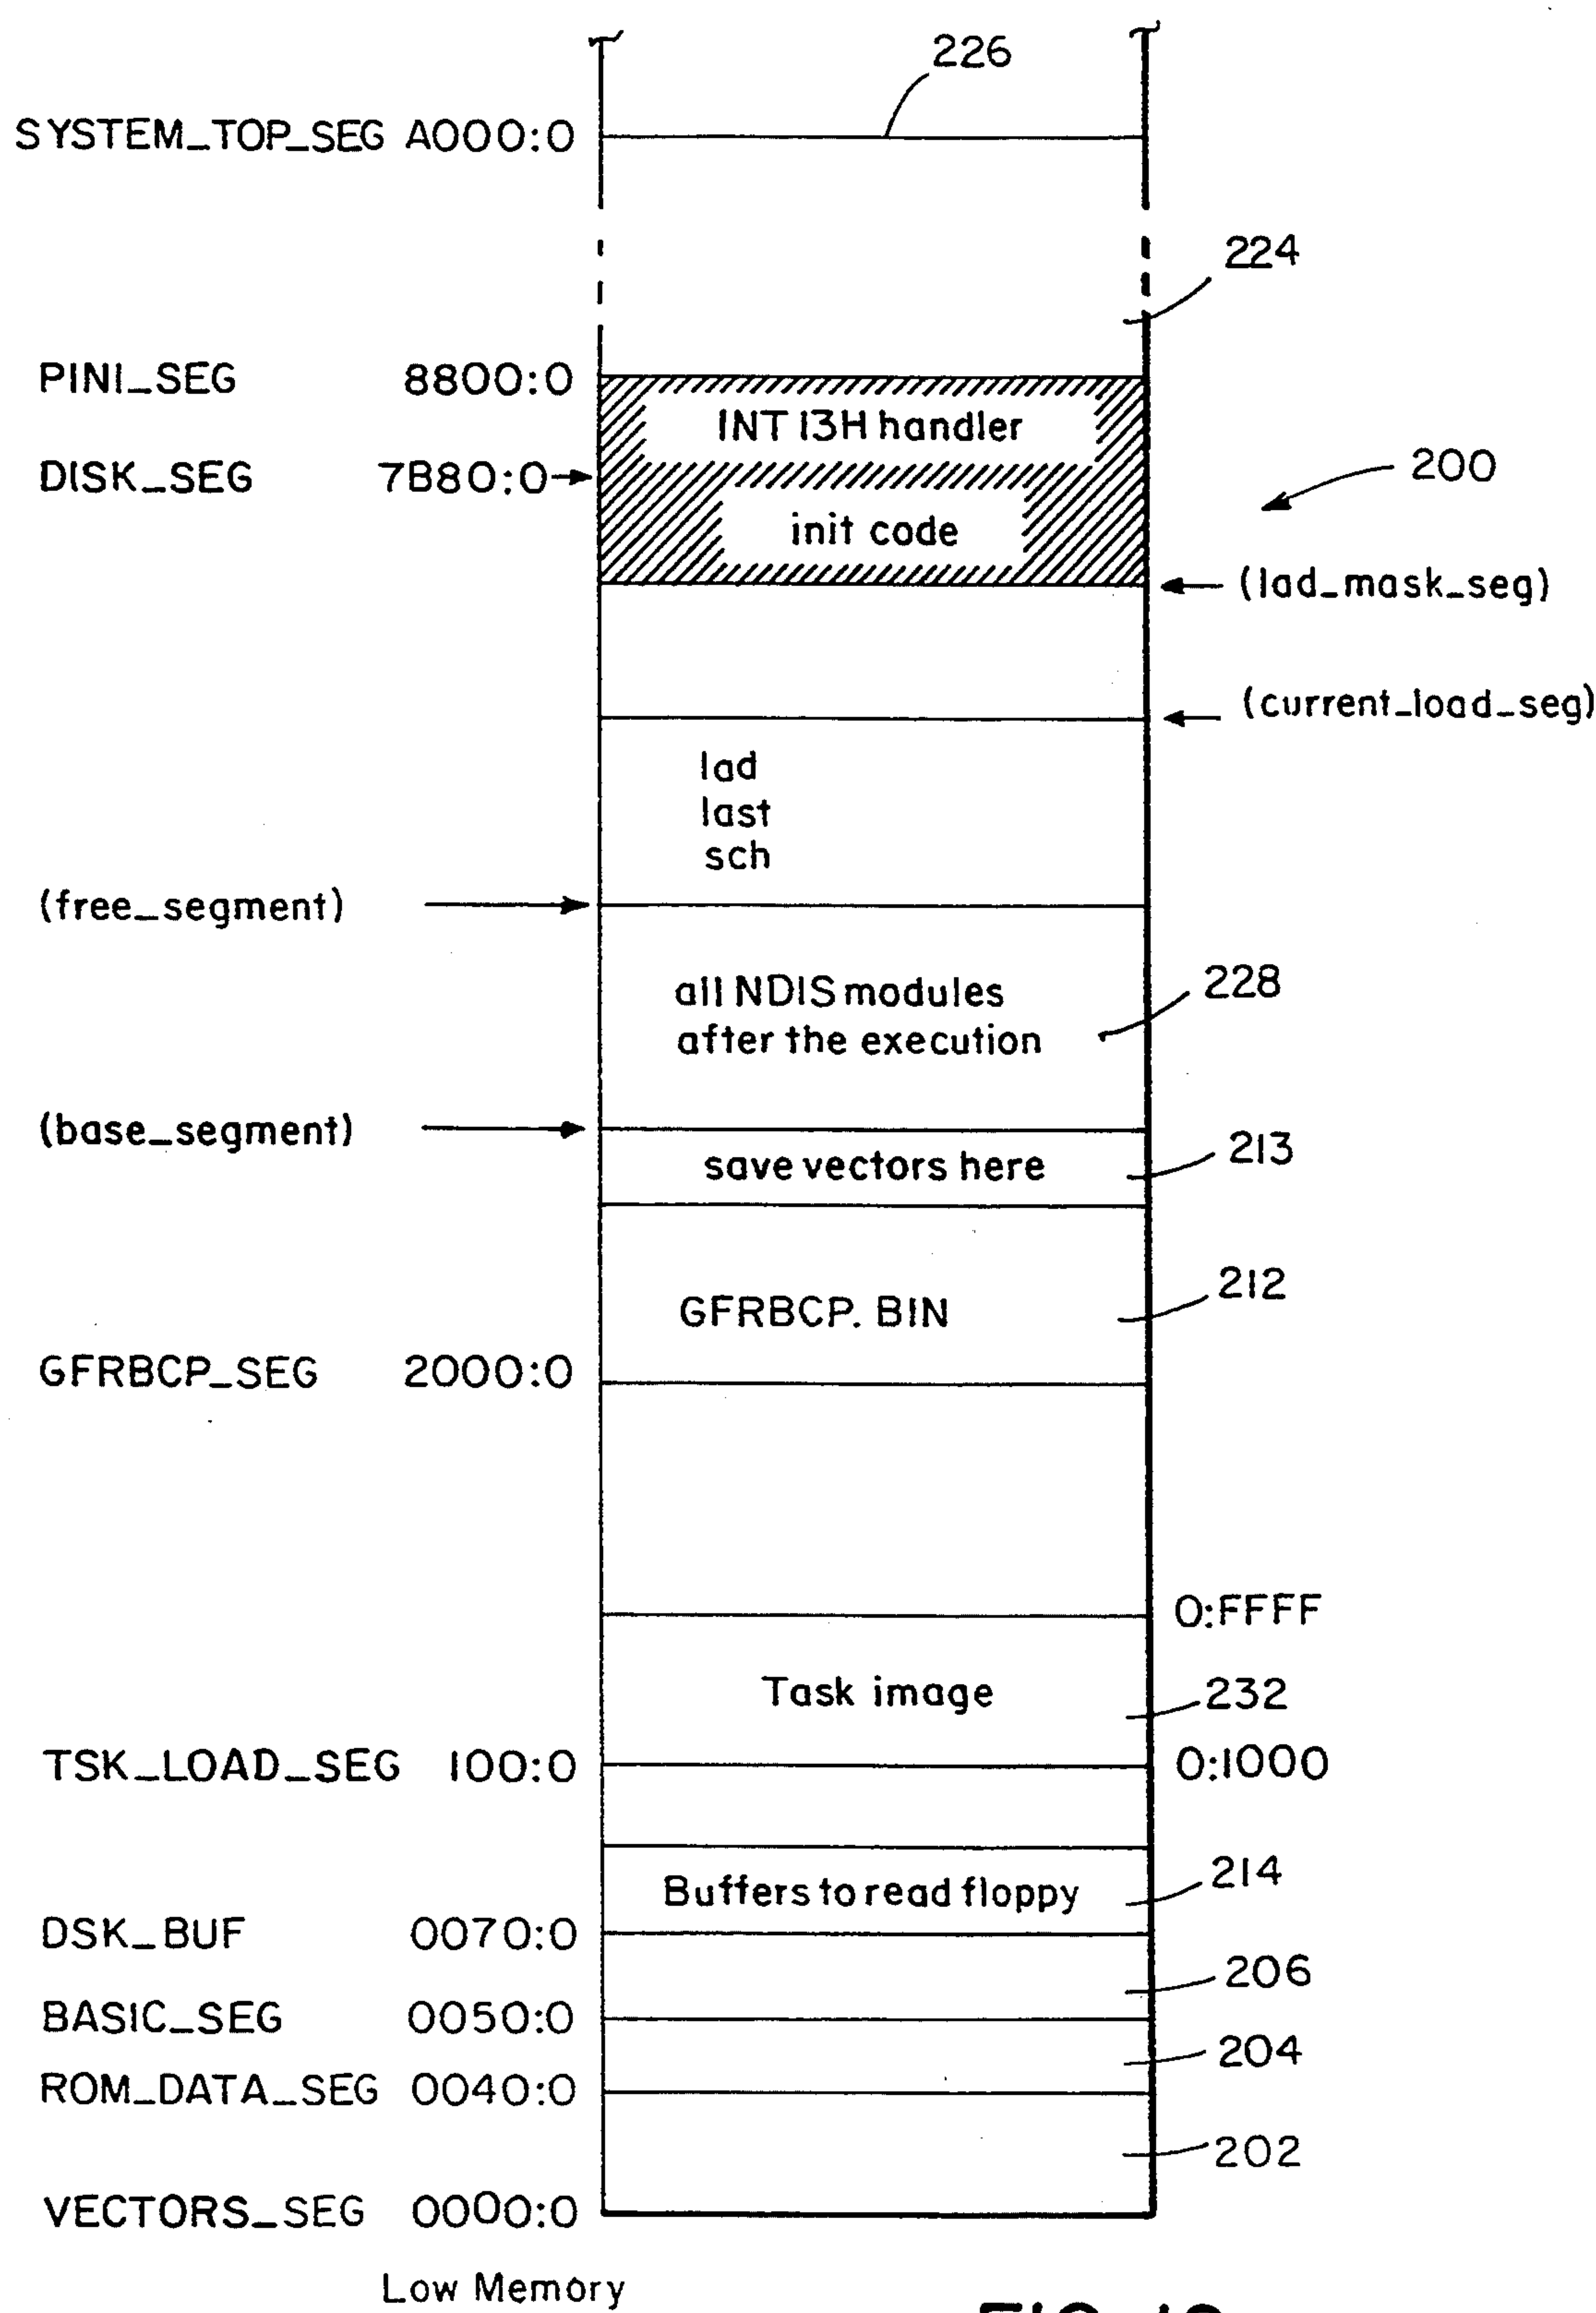 226
SYSTEM_TOP_SEG A000:0
224
PINI_SEG 8800:0
INT 13H handler
DISK_SEG 7B80:0
200
init code
(lad_mask_seg)
(current_load_seg)
lad
last
sch
(free_segment)
all NDIS modules
after the execution
228
(base_segment)
save vectors here
213
GFRBCP. BIN
212
GFRBCP_SEG 2000:0
0:FFFF
Task image
232
TSK_LOAD_SEG 100:0
0:1000
Buffers to read floppy
214
DSK_BUF 0070:0
206
BASIC_SEG 0050:0
204
ROM_DATA_SEG 0040:0
202
VECTORS_SEG 0000:0
Low Memory